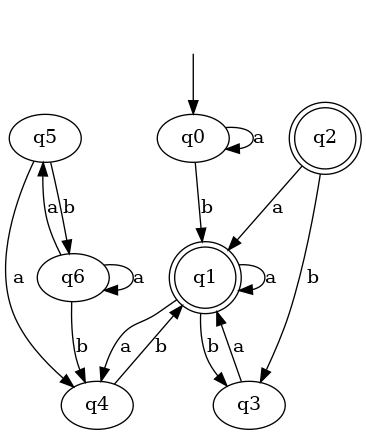 q5 q0 a q2
a b b a
q6 a q1 a b
a
b a b a
b
q4 q3